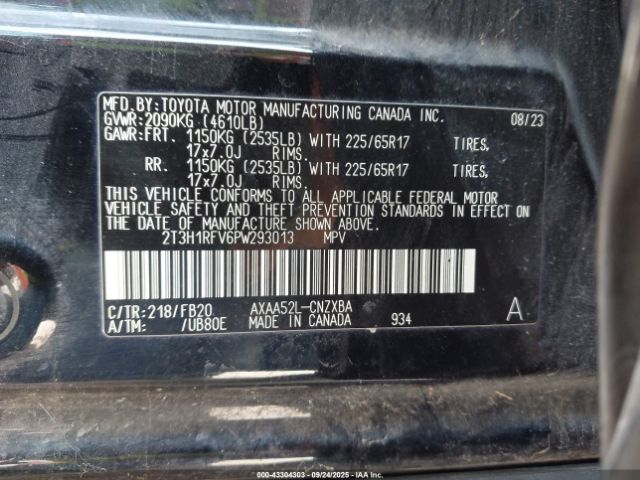 MFD.BY:TOYOTA MOTOR MANUFACTURING CANADA INC. 08/23
GVWR:2090KG (4610LB)
GAWR:FRT. 1150KG (2535LB) WITH 225/65R17 TIRES,
17x7.0J RIMS.
RR. 1150KG (2535LB) WITH 225/65R17 TIRES,
17x7.0J RIMS.
THIS VEHICLE CONFORMS TO ALL APPLICABLE FEDERAL MOTOR
VEHICLE SAFETY AND THEFT PREVENTION STANDARDS IN EFFECT ON
THE DATE OF MANUFACTURE SHOWN ABOVE.
2T3H1RFV6PW293013 MPV
C/TR:218/FB20 AXAA52L-CNZXBA
A/TM: /UB80E MADE IN CANADA 934 A
000-43304303 - 09/24/2025 - IAAI.COM